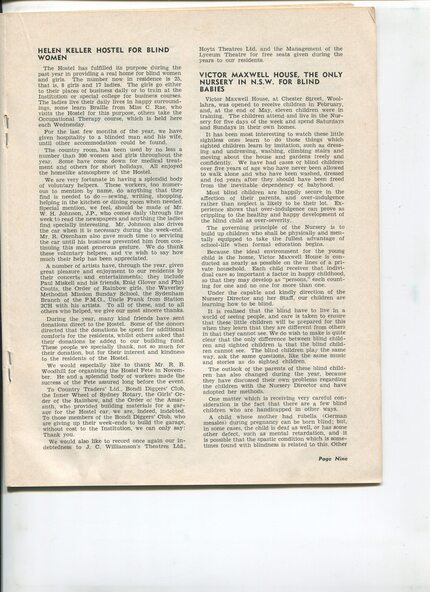 HELEN KELLER HOSTEL FOR BLIND
WOMEN
The Hostel has fulfilled its purpose during the
past year in providing a real home for blind women
and girls. The number now in residence is 25,
that is, 8 girls and 17 ladies. The girls go either
to their places of business daily or to train at the
Institution or special colleges for business courses.
The ladies live their daily lives in happy surround-
ings, some learn Braille from Miss C. Rae, who
visits the Hostel for this purpose, others take the
Occupational Therapy course, which is held here
each Wednesday.
For the last few months of the year, we have
given hospitality to a blinded man and his wife,
until other accommodation could be found.
The country room has been used by no less a
number than 300 women and girls throughout the
year. Some have come down for medical treat-
ment and others for short holidays. All enjoyed
the homelike atmosphere of the Hostel.
We are very fortunate in having a splendid body
of voluntary helpers. These workers, too numer-
ous to mention by name, do anything that they
find is needed to do — sewing, escort, shopping,
helping in the kitchen or dining room when needed.
Special mention, we feel, should be made of Mr.
W. H. Johnson, J.P., who comes daily through the
week to read the newspapers and anything the ladies
find specially interesting. Mr. Johns also drives
the car when it is necessary during the week-end.
Mr. R. Ovenham also gave much time to servicing
the car until his business prevented him from con-
tinuing this most generous gesture. We do thank
these voluntary helpers, and we wish to say how
much their help has been appreciated.
A number of artists have, through the year, given
great pleasure and enjoyment to our residents by
their concerts and entertainments; they include
Paul Miskell and his friends, Enid Glover and Phyl
Coutts, the Order of Rainbow girls, the Waverley
Methodist Mission Sunday School, the Sydenham
Branch of the P.M.G., Uncle Frank from Station
2CH with his artists. To all of these, and to all
others who helped, we give our most sincere thanks.
During the year, many kind friends have sent
donations direct to the Hostel. Some of the donors
directed that the donations be spent for additional
comforts for the residents, whilst others asked that
their donations be added to our building fund.
These people we specially thank, not so much for
their donation, but for their interest and kindness
to the residents of the Hostel.
We would especially like to thank Mr. R. B.
Woodhill for organising the Hostel Fete in Novem-
ber. He and a splendid body of workers made the
success of the Fete assured long before the event.
To Country Traders' Ltd., Bondi Diggers' Club,
the Inner Wheel of Sydney Rotary, the Girls' Or-
der of the Rainbow, and the Order of the Amar-
anth, who provided building materials for a gar-
age for the Hostel car, we are, indeed, indebted.
To those members of the Bondi Diggers' Club, who
are giving up their week-ends to build the garage,
without cost to the Institution, we can only say:
Thank you.
We would also like to record once again our in-
debtedness to J. C. Williamson's Theatres Ltd.,
Hoyts Theatres Ltd. and the Management of the
Lyceum Theatre for free seats given during the
years to our residents.
VICTOR MAXWELL HOUSE, THE ONLY
NURSERY IN N.S.W. FOR BLIND
BABIES
Victor Maxwell House, at Chester Street, Wool-
lahra, was opened to receive children in February,
and, at the end of May, eleven children were in
training. The children attend and live in the Nur-
sery for five days of the week and spend Saturdays
and Sundays in their own homes.
It has been most interesting to watch these little
sightless ones learn to do those things which
sighted children learn by imitation, such as dress-
ing and undressing, washing, climbing stairs and
moving about the house and gardens freely and
confidently. We have had cases of blind children
over five years of age who have never been allowed
to walk alone and who have been washed, dressed
and fed years after they should have been freed
from the inevitable dependency of babyhood.
Most blind children are happily secure in the
affection of their parents, and over-indulgence
rather than neglect is likely to be their lot. Ex-
perience shows that over-indulgence can be as
crippling to the healthy and happy development of
the blind child as over-severity.
The governing principle of the Nursery is to
build up children who shall be physically and men-
tally equipped to take the fullest advantage of
school-life when formal education begins.
Because the ideal environment for the young
child is the home, Victor Maxwell House is con-
ducted as nearly as possible on the lines of a pri-
vate household. Each child receives that individ-
ual care so important a factor in happy childhood,
so that they may develop as "persons," each count-
ing for one and no one for more than one.
Under the capable and kindly direction of the
Nursery Director and her Staff, our children are
learning how to be blind.
It is realised that the blind have to live in a
world of seeing people, and care is taken to ensure
that these little children will be prepared for this
when they learn that they are different from others
in that they cannot see. We do wish to make is quite
clear that the only difference between blind child-
ren and sighted children is that the blind child-
ren cannot see. The blind children play the same
way, ask the same questions, like the same music
and stories as do sighted children.
The outlook of the parents of these blind child-
ren has also changed during the year, because
they have discussed their own problems regarding
the children with the Nursery Director and have
adopted her methods.
One matter which is receiving very careful con-
sideration is the fact that there are a few blind
children who are handicapped in other ways.
A child whose mother had rubella (German
measles) during pregnancy can be born blind; but,
in some cases, the child is deaf as well, or has some
other defect, such as mental retardation, and it
is possible that the spastic condition which is some-
times found with blindness is related to this. Other
Page Nine